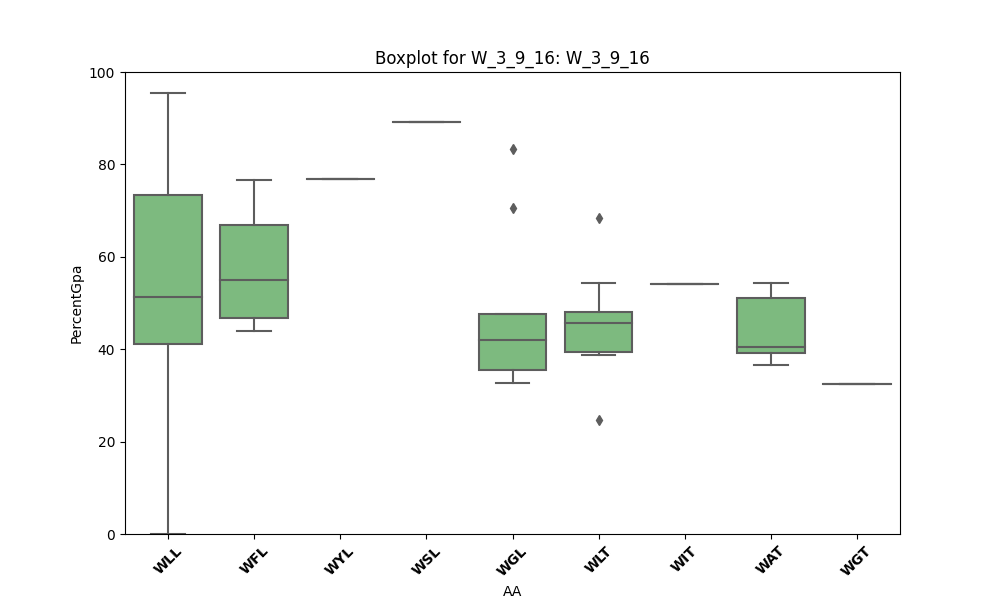 Boxplot for W_3_9_16: W_3_9_16
100
80
60
40
20
0
PercentGpa
WLL
WFL
WYL
WSL
WGL
WLT
WIT
WAT
WGT
AA